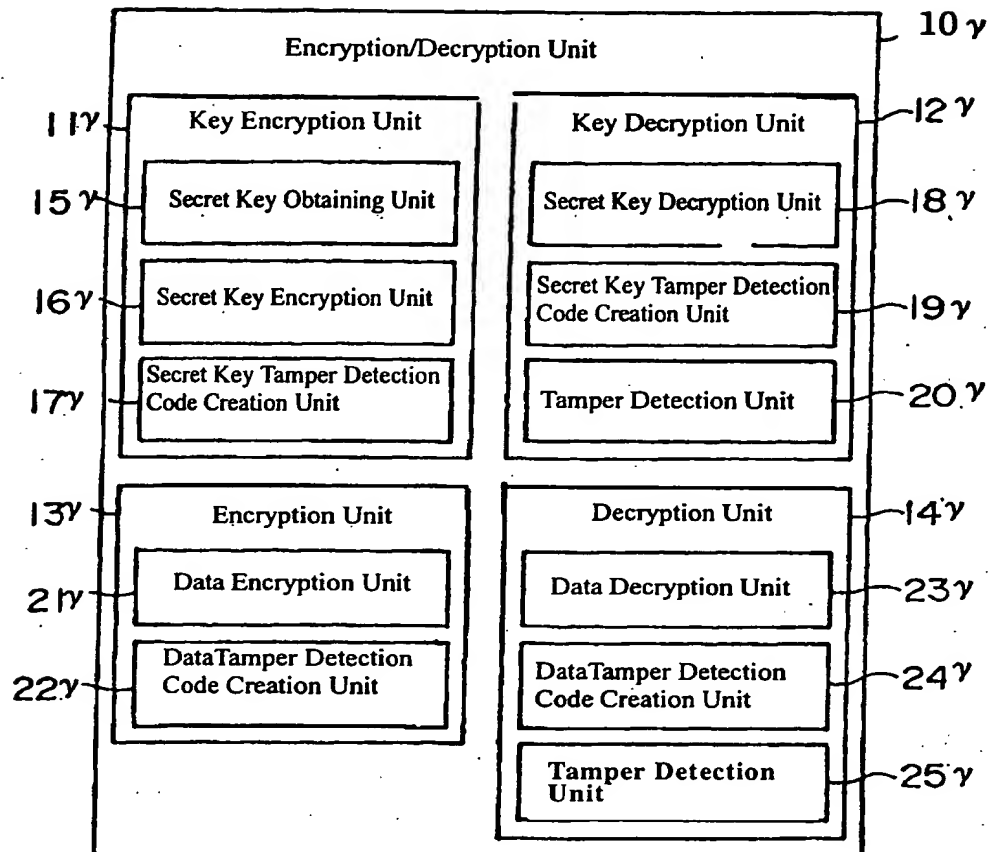 10γ
Encryption/Decryption Unit
11γ
Key Encryption Unit
15γ
Secret Key Obtaining Unit
16γ
Secret Key Encryption Unit
17γ
Secret Key Tamper Detection
Code Creation Unit
Key Decryption Unit
12γ
Secret Key Decryption Unit
18γ
Secret Key Tamper Detection
Code Creation Unit
19γ
Tamper Detection Unit
20γ
13γ
Encryption Unit
21γ
Data Encryption Unit
22γ
DataTamper Detection
Code Creation Unit
Decryption Unit
14γ
Data Decryption Unit
23γ
DataTamper Detection
Code Creation Unit
24γ
Tamper Detection
Unit
25γ